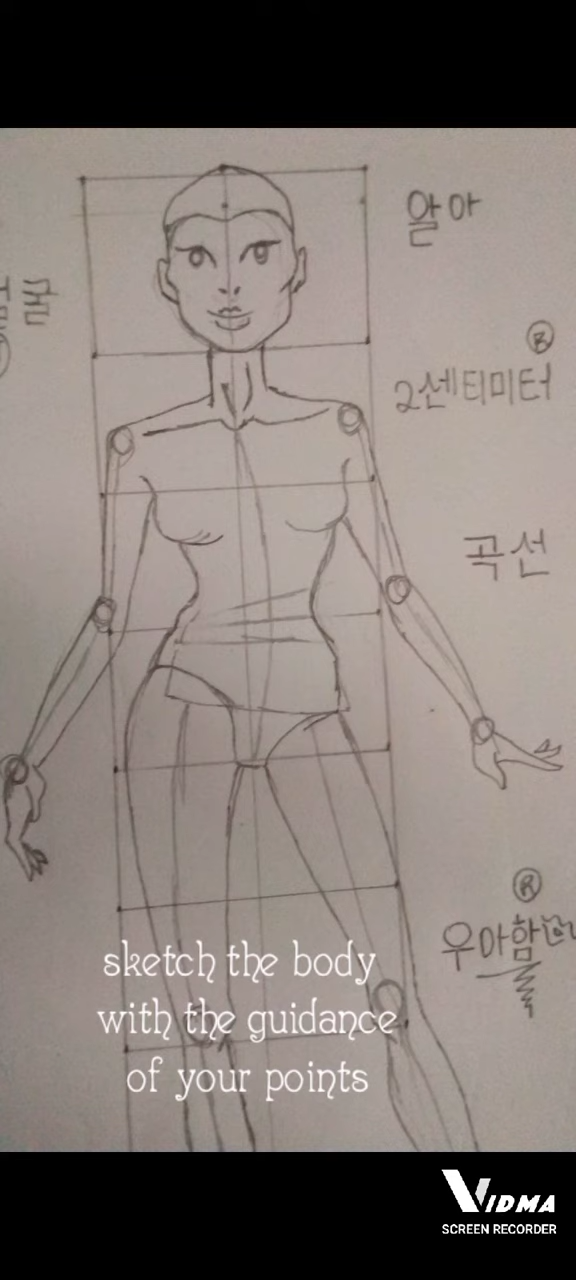 알아
Ⓡ
2센티미터
곡선
Ⓡ
sketch the body
with the guidance
of your points
VIDMA
SCREEN RECORDER